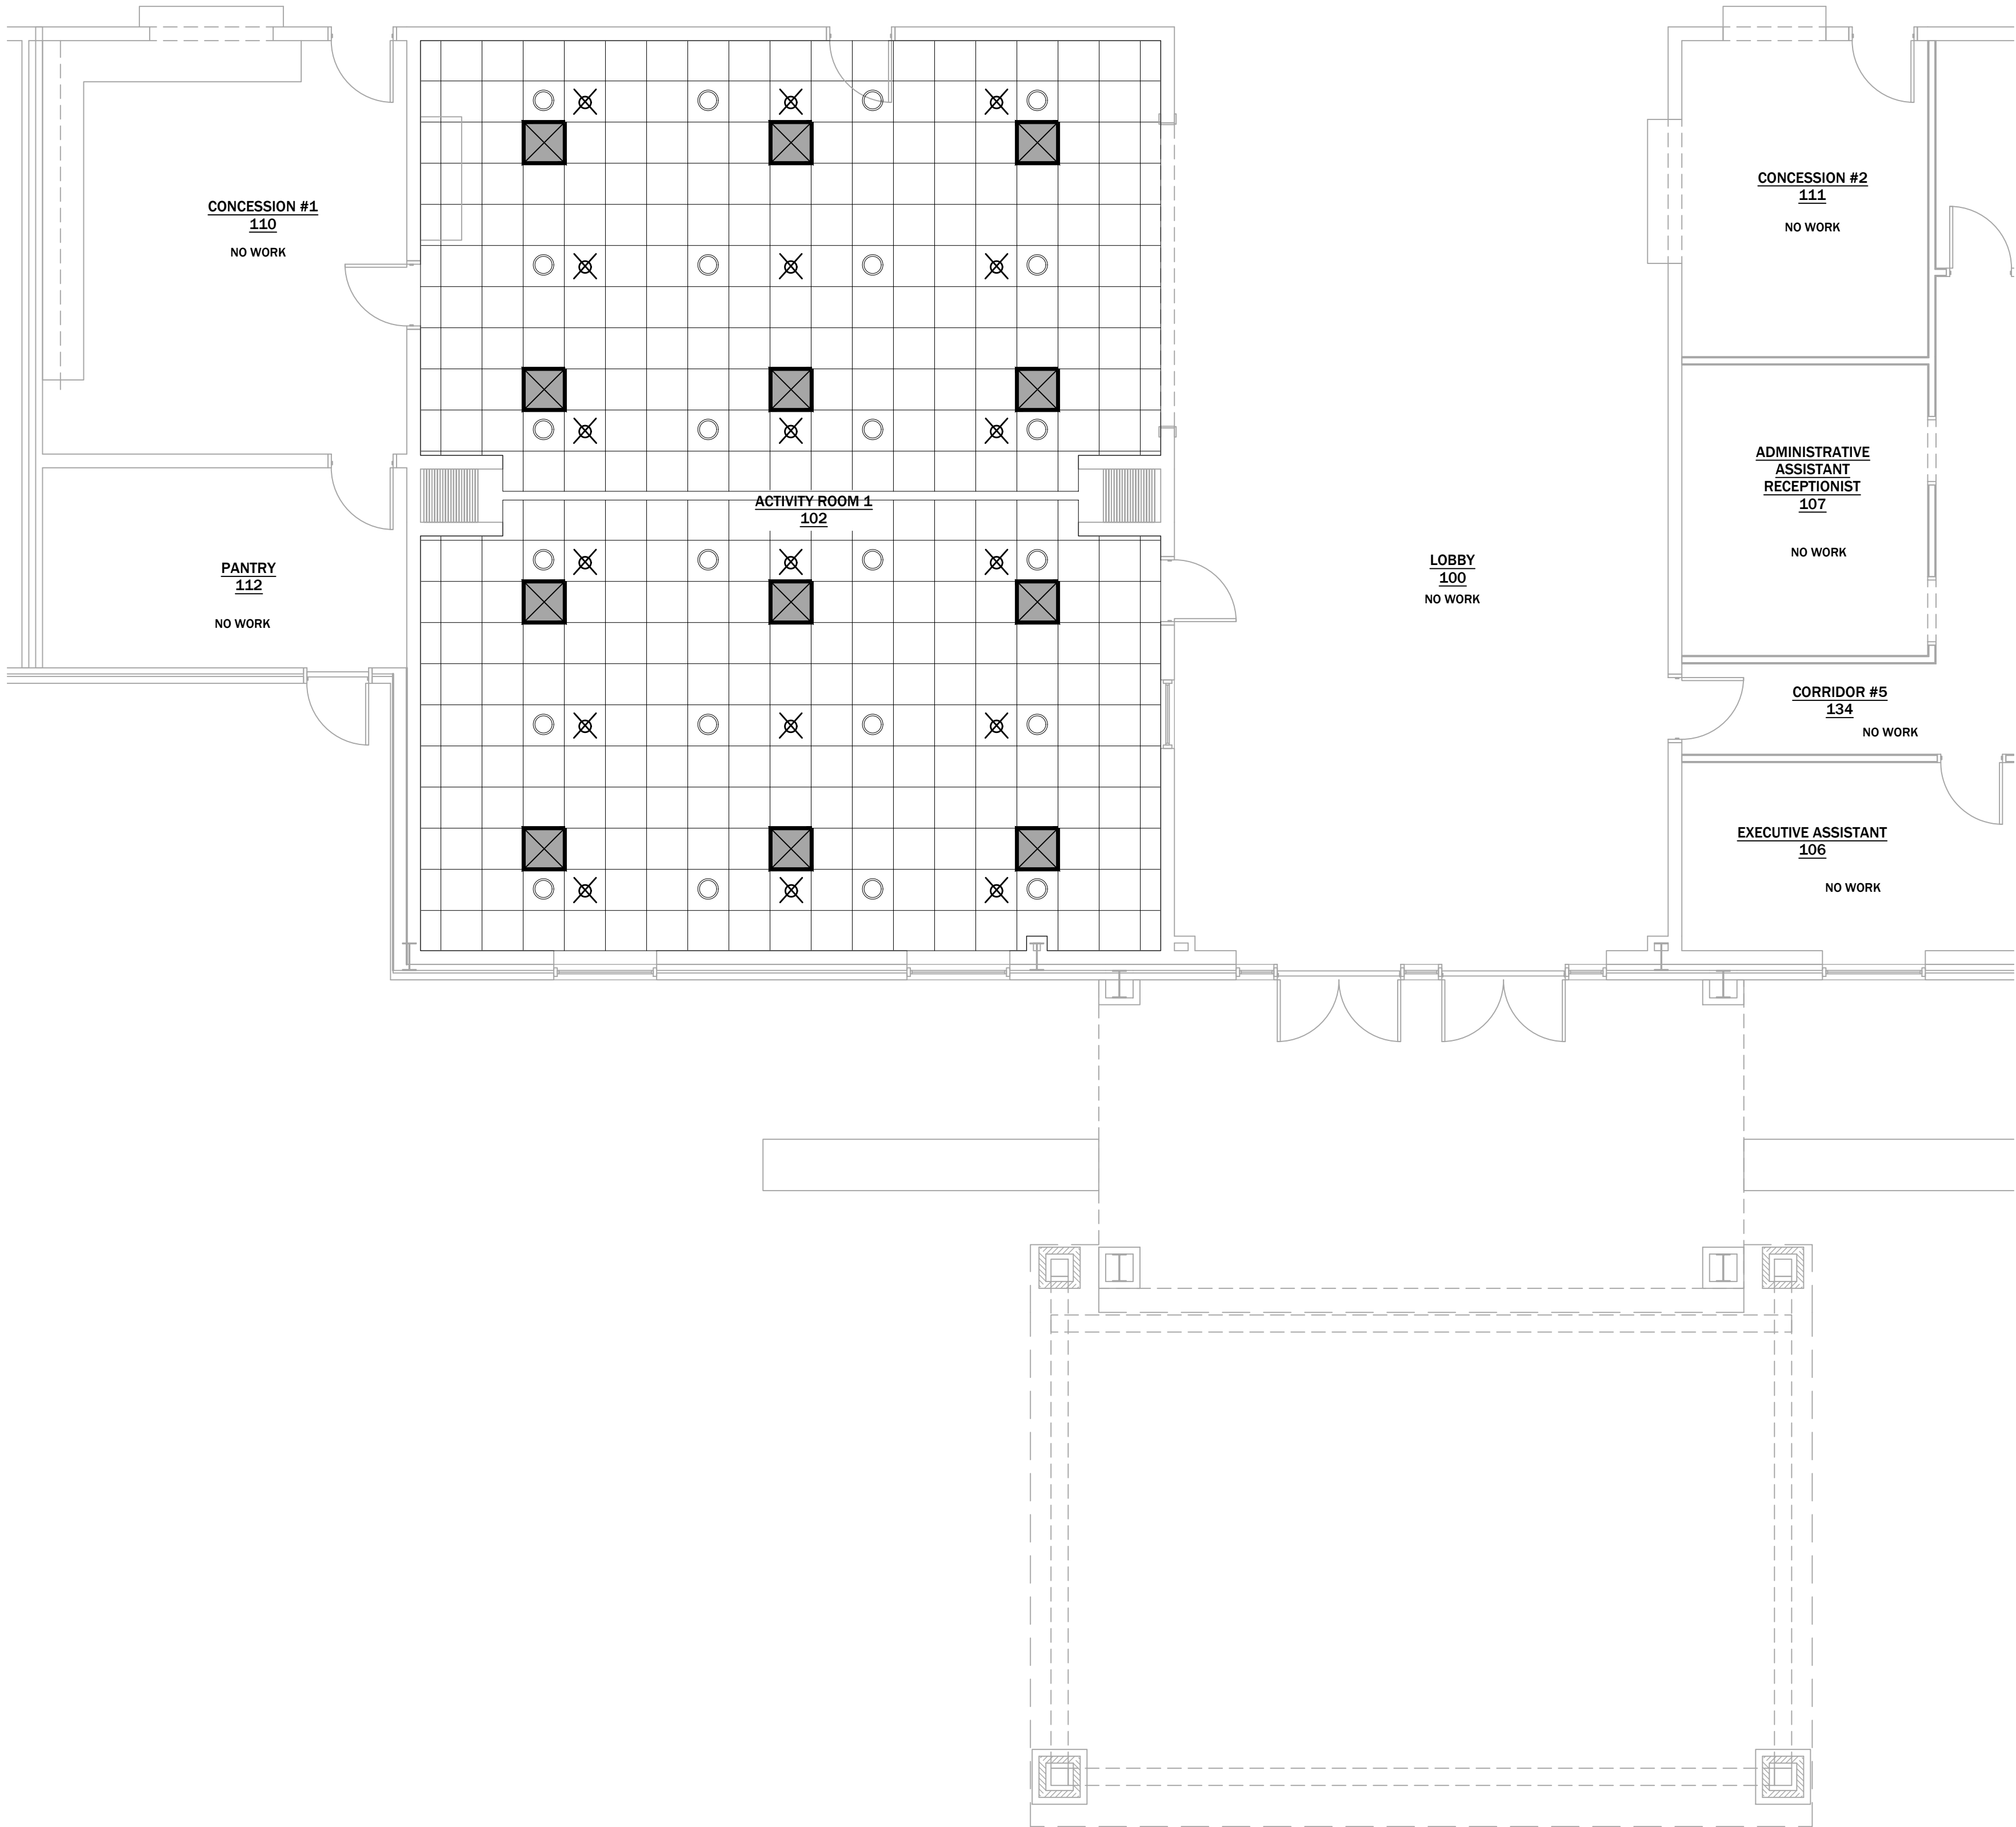 CONCESSION #1
110
NO WORK
CONCESSION #2
111
NO WORK
ADMINISTRATIVE
ASSISTANT
RECEPTIONIST
107
NO WORK
ACTIVITY ROOM 1
102
LOBBY
100
NO WORK
PANTRY
112
NO WORK
CORRIDOR #5
134
NO WORK
EXECUTIVE ASSISTANT
106
NO WORK